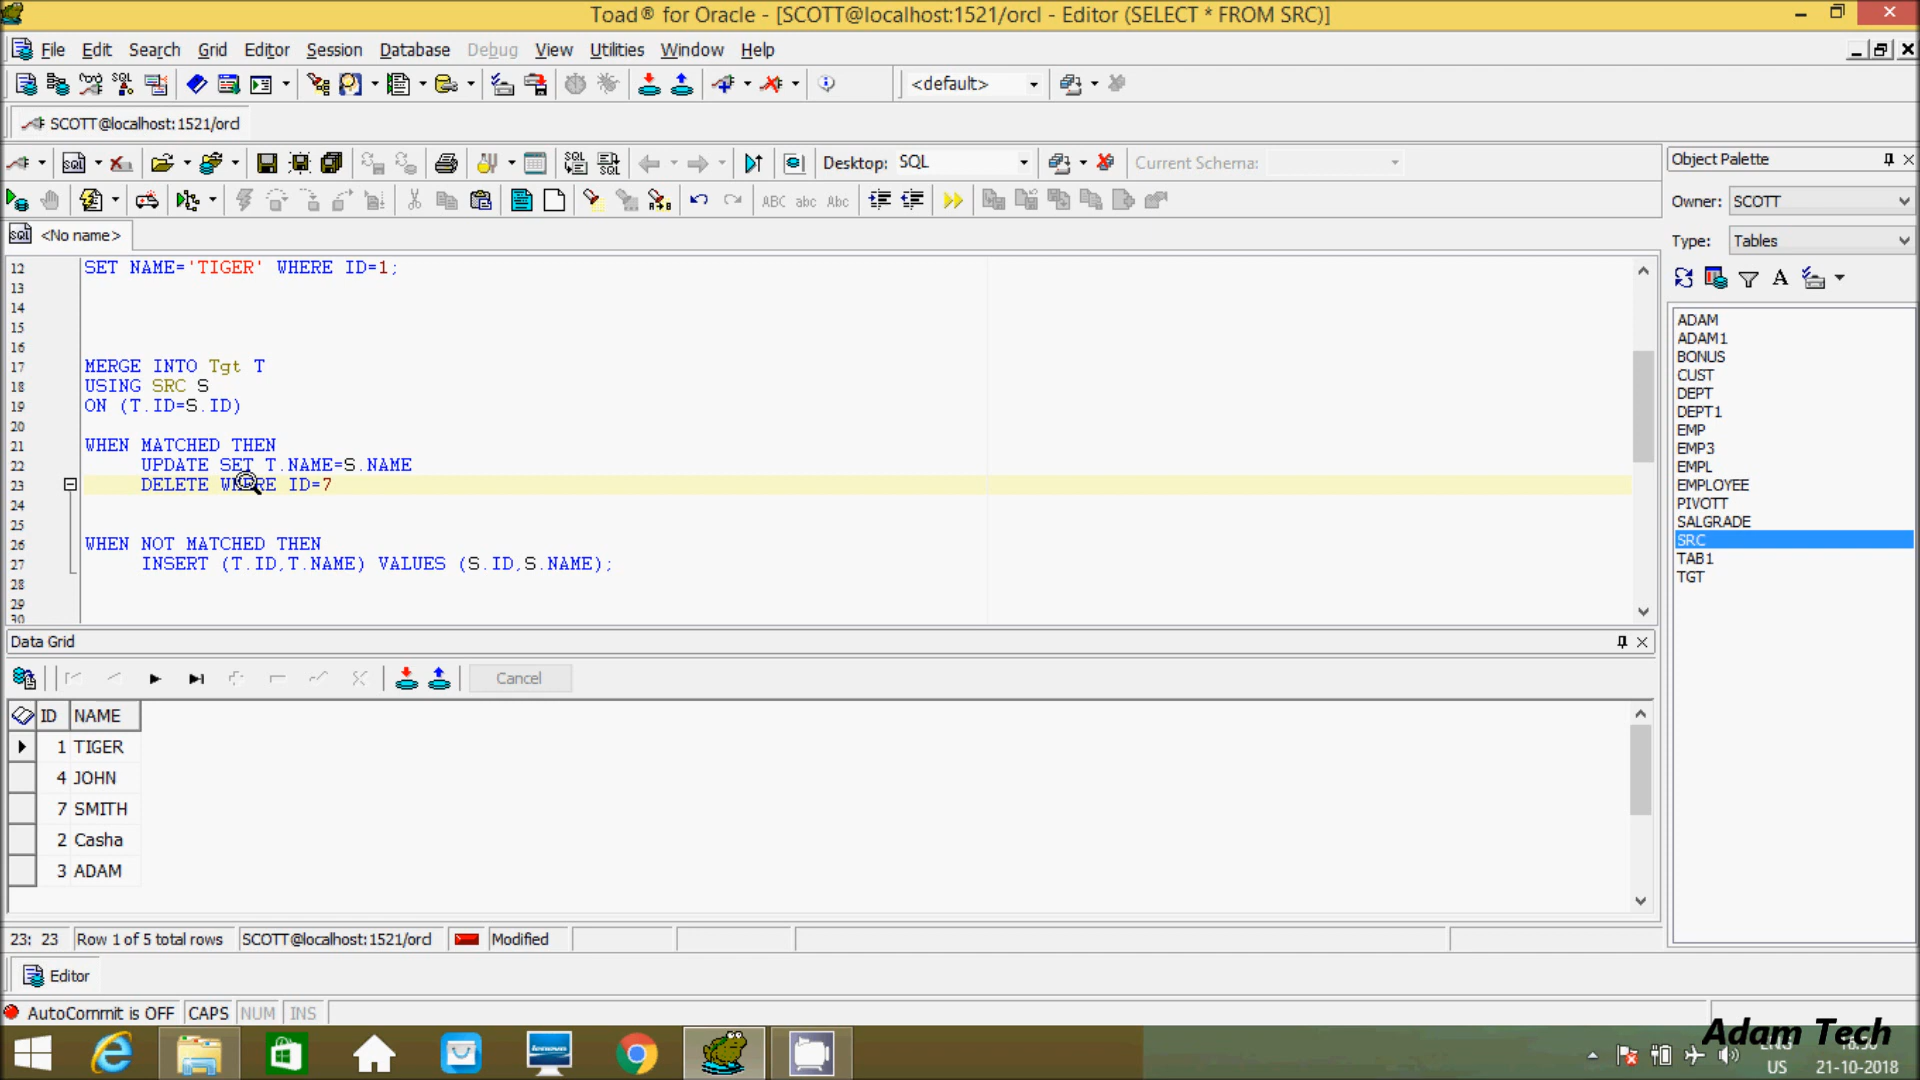 Toad® for Oracle - [SCOTT@localhost:1521/orcl - Editor (SELECT * FROM SRC)]
File Edit Search Grid Editor Session Database Debug View Utilities Window Help
SQL <default>
SCOTT@localhost:1521/orcl
SQL Desktop: SQL Current Schema:
ABC abc Abc
SQL <No name>
12 SET NAME='TIGER' WHERE ID=1;
13
14
15
16
17 MERGE INTO Tgt T
18 USING SRC S
19 ON (T.ID=S.ID)
20
21 WHEN MATCHED THEN
22 UPDATE SET T.NAME=S.NAME
23 DELETE WHERE ID=7
24
25
26 WHEN NOT MATCHED THEN
27 INSERT (T.ID,T.NAME) VALUES (S.ID,S.NAME);
28
29
30
Data Grid
Cancel
ID NAME
1 TIGER
4 JOHN
7 SMITH
2 Casha
3 ADAM
23: 23 Row 1 of 5 total rows SCOTT@localhost:1521/orcl Modified
Editor
AutoCommit is OFF CAPS NUM INS
Object Palette
Owner: SCOTT
Type: Tables
A
ADAM
ADAM1
BONUS
CUST
DEPT
DEPT1
EMP
EMP3
EMPL
EMPLOYEE
PIVOTT
SALGRADE
SRC
TAB1
TGT
Adam Tech
US 21-10-2018